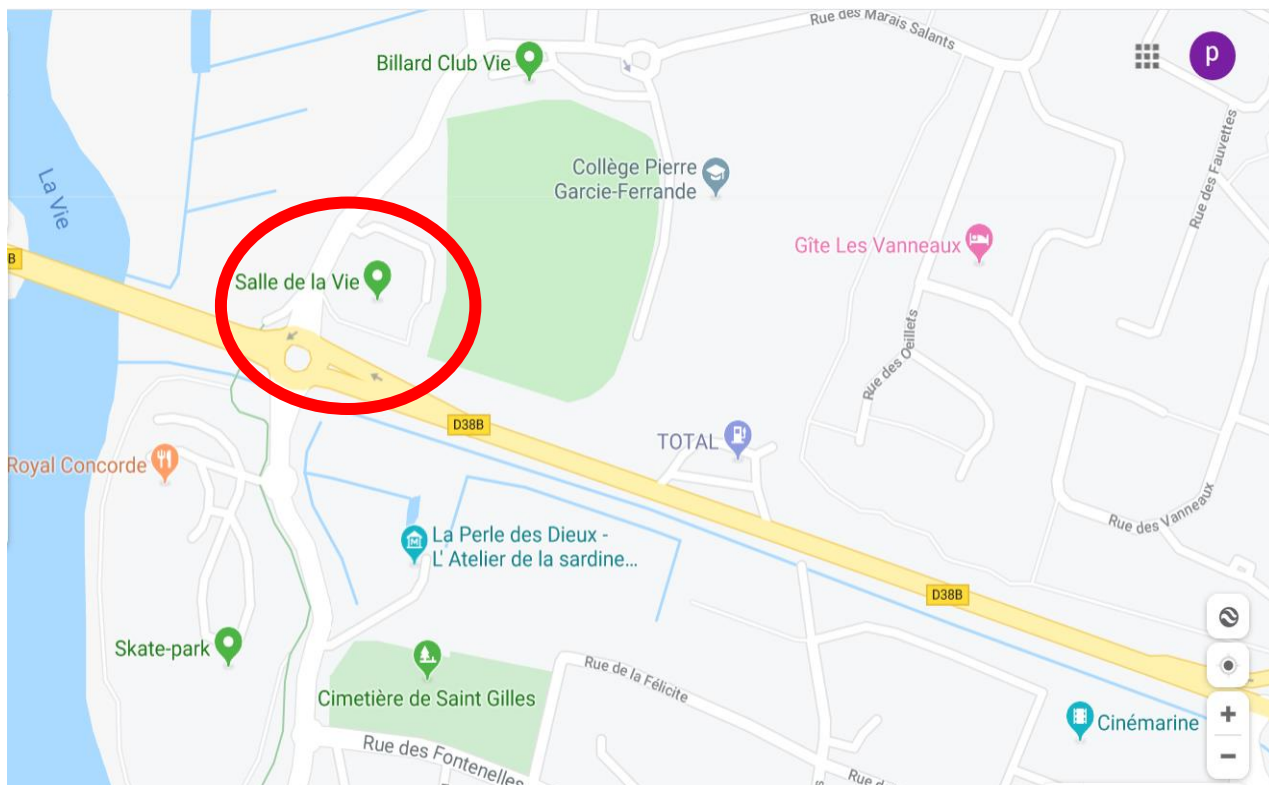 Rue des Marais Salants
Billard Club Vie
p
Rue des Fauvettes
Collège Pierre
Garcie-Ferrande
La Vie
Gîte Les Vanneaux
B
Salle de la Vie
Rue des Oeillets
D38B
TOTAL
Royal Concorde
Rue des Vanneaux
La Perle des Dieux -
L' Atelier de la sardine...
D38B
Skate-park
Rue de la Félicite
Cimetière de Saint Gilles
Cinémarine
Rue des Fontenelles